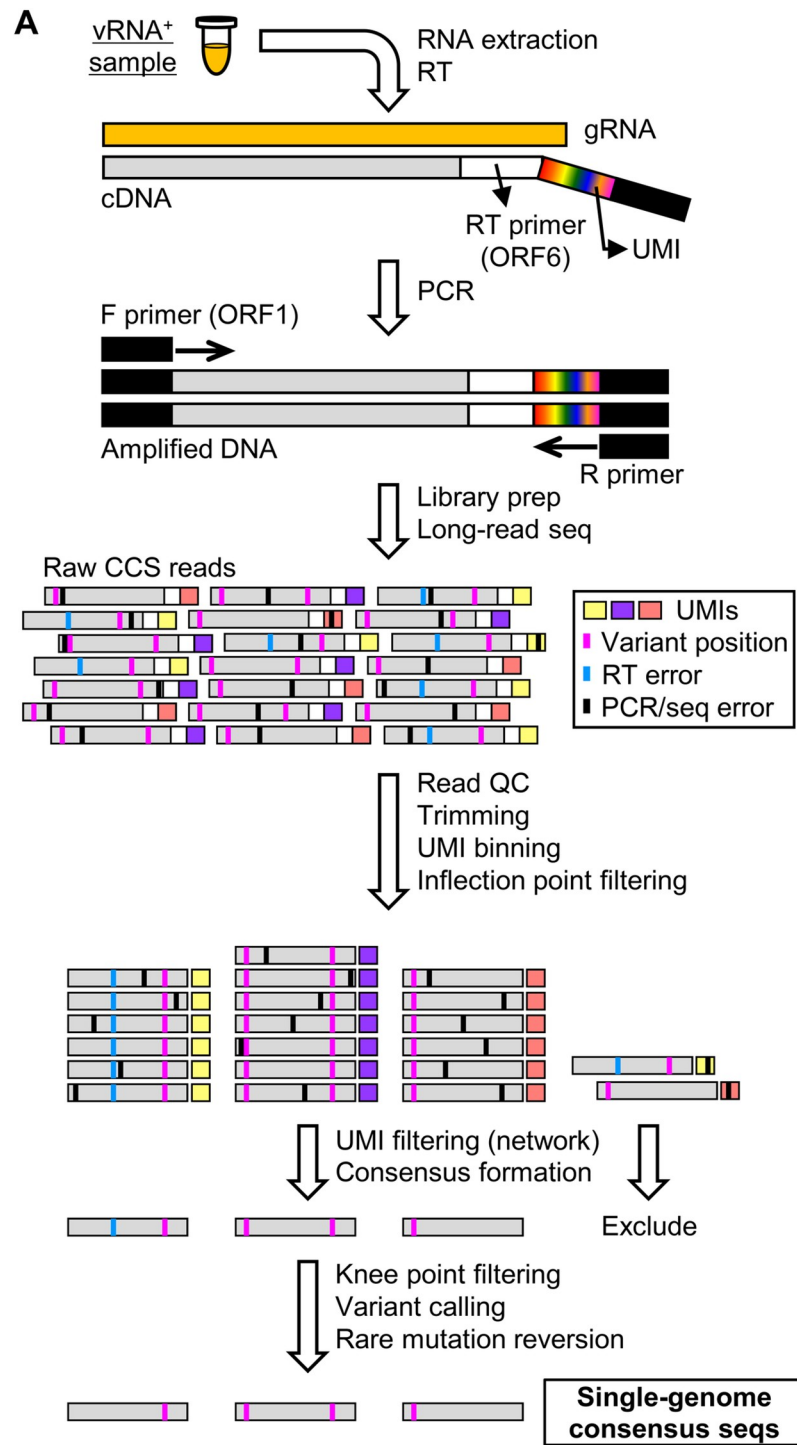 A
vRNA⁺
sample
RNA extraction
RT
gRNA
cDNA
RT primer
(ORF6)
UMI
PCR
F primer (ORF1)
Amplified DNA
R primer
Library prep
Long-read seq
Raw CCS reads
UMIs
Variant position
RT error
PCR/seq error
Read QC
Trimming
UMI binning
Inflection point filtering
UMI filtering (network)
Consensus formation
Exclude
Knee point filtering
Variant calling
Rare mutation reversion
Single-genome
consensus seqs